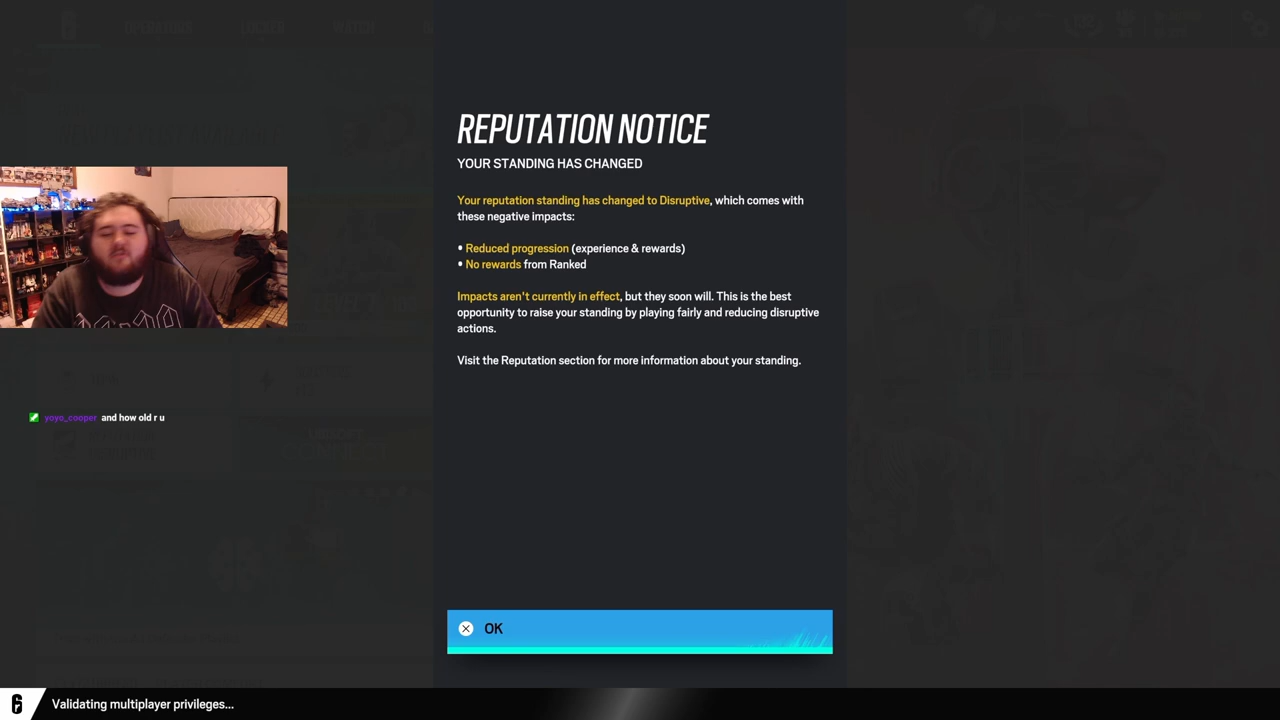 OPERATORS
LOCKER
WATCH
REPUTATION NOTICE
YOUR STANDING HAS CHANGED
Your reputation standing has changed to Disruptive, which comes with
these negative impacts:
• Reduced progression (experience & rewards)
• No rewards from Ranked
Impacts aren't currently in effect, but they soon will. This is the best
opportunity to raise your standing by playing fairly and reducing disruptive
actions.
Visit the Reputation section for more information about your standing.
yoyo_cooper and how old r u
OK
Validating multiplayer privileges...